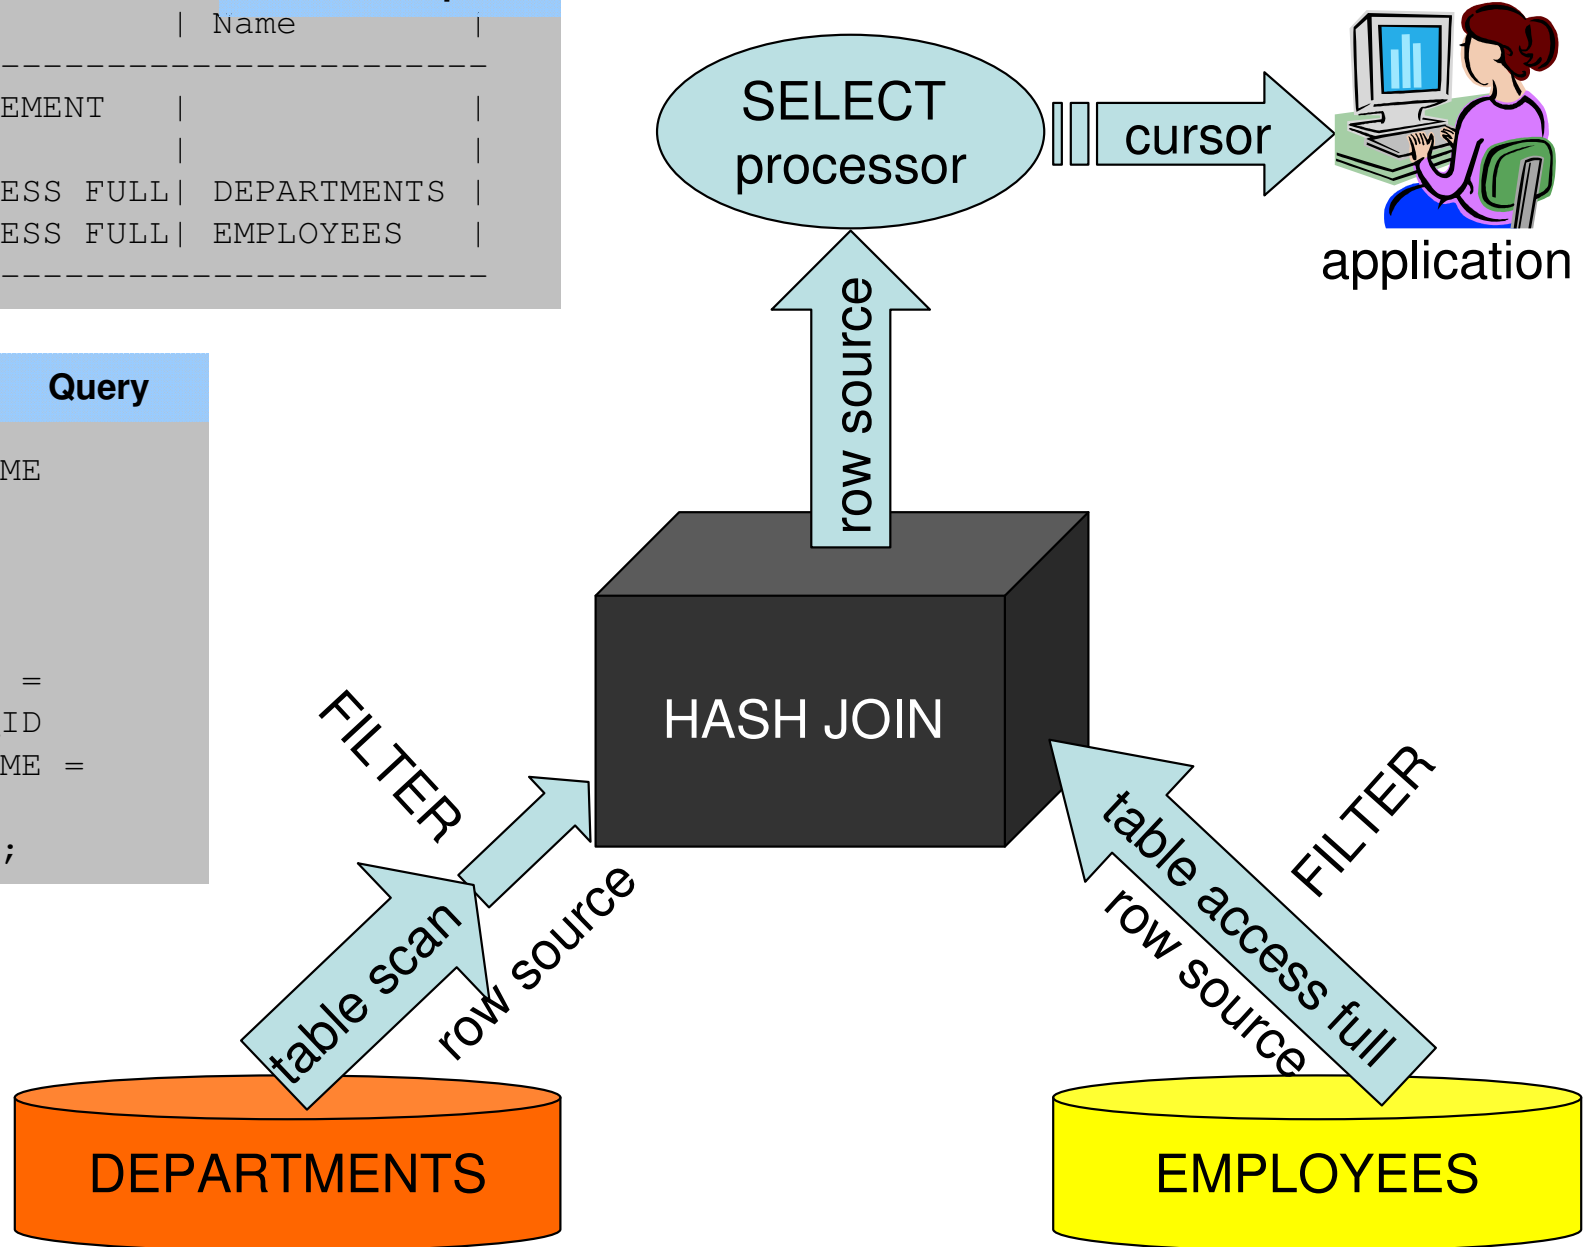 | Name |
------------------------
EMENT | |
| |
ESS FULL| DEPARTMENTS |
ESS FULL| EMPLOYEES |
------------------------
Query
ME
=
ID
ME =
;
SELECT
processor
cursor
application
row source
HASH JOIN
FILTER
table scan
row source
FILTER
table access full
row source
DEPARTMENTS
EMPLOYEES